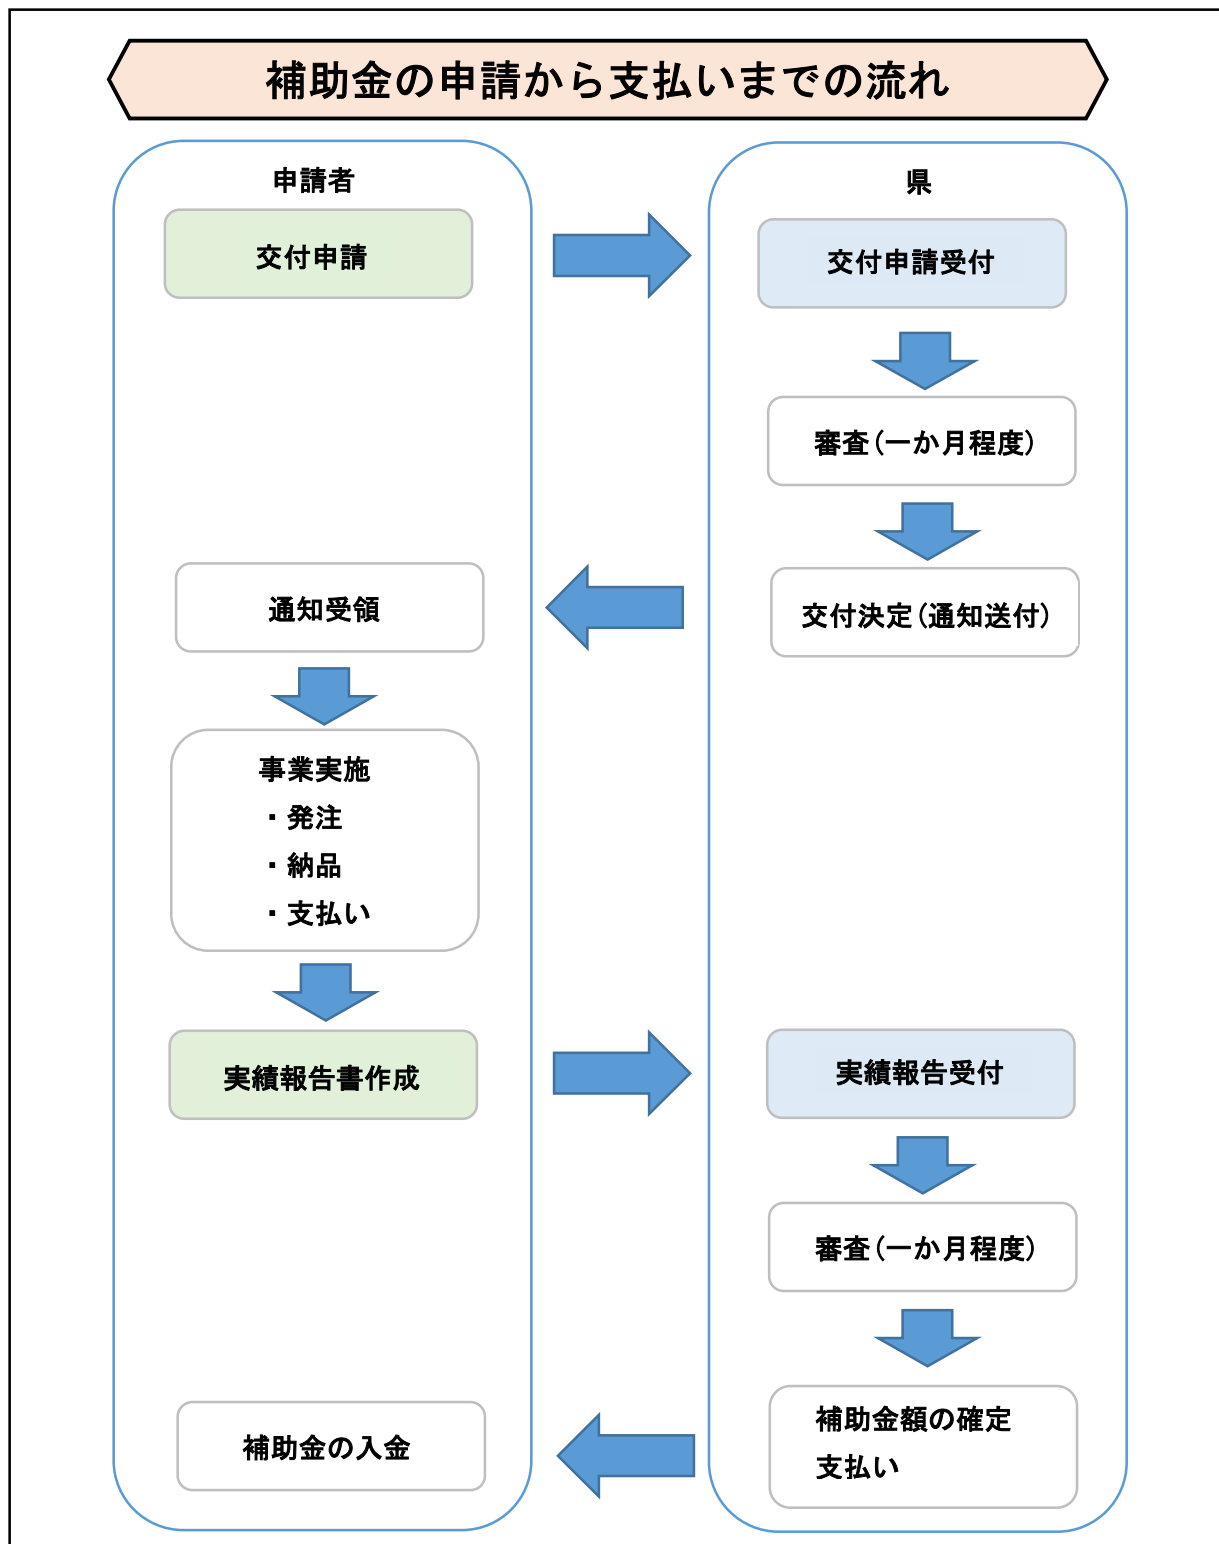 補助金の申請から支払いまでの流れ
申請者
県
交付申請
交付申請受付
審査(一か月程度)
交付決定(通知送付)
通知受領
事業実施
・発注
・納品
・支払い
実績報告書作成
実績報告受付
審査(一か月程度)
補助金額の確定
支払い
補助金の入金